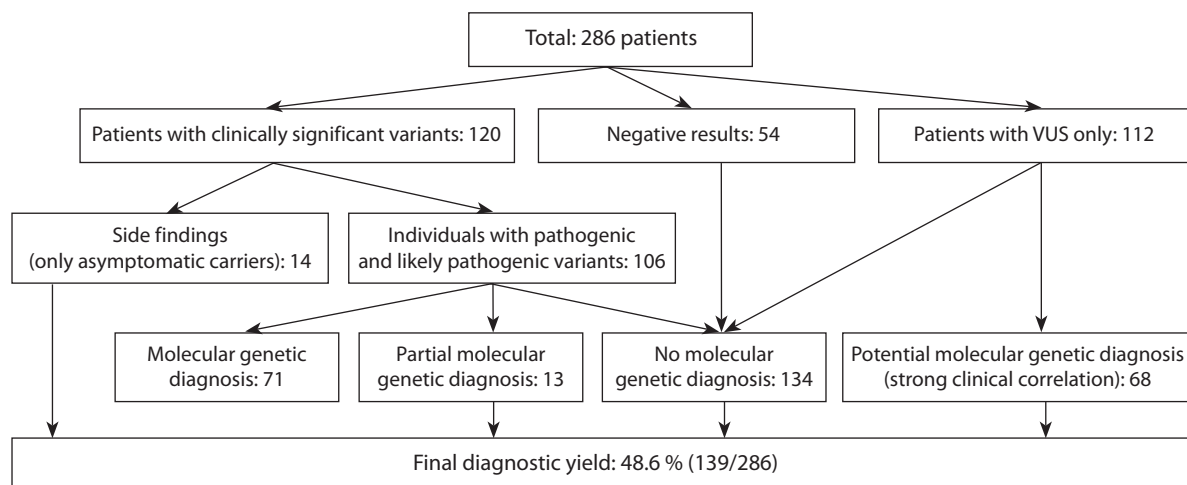 Total: 286 patients
Patients with clinically significant variants: 120
Negative results: 54
Patients with VUS only: 112
Side findings
(only asymptomatic carriers): 14
Individuals with pathogenic
and likely pathogenic variants: 106
Molecular genetic
diagnosis: 71
Partial molecular
genetic diagnosis: 13
No molecular
genetic diagnosis: 134
Potential molecular genetic diagnosis
(strong clinical correlation): 68
Final diagnostic yield: 48.6 % (139/286)